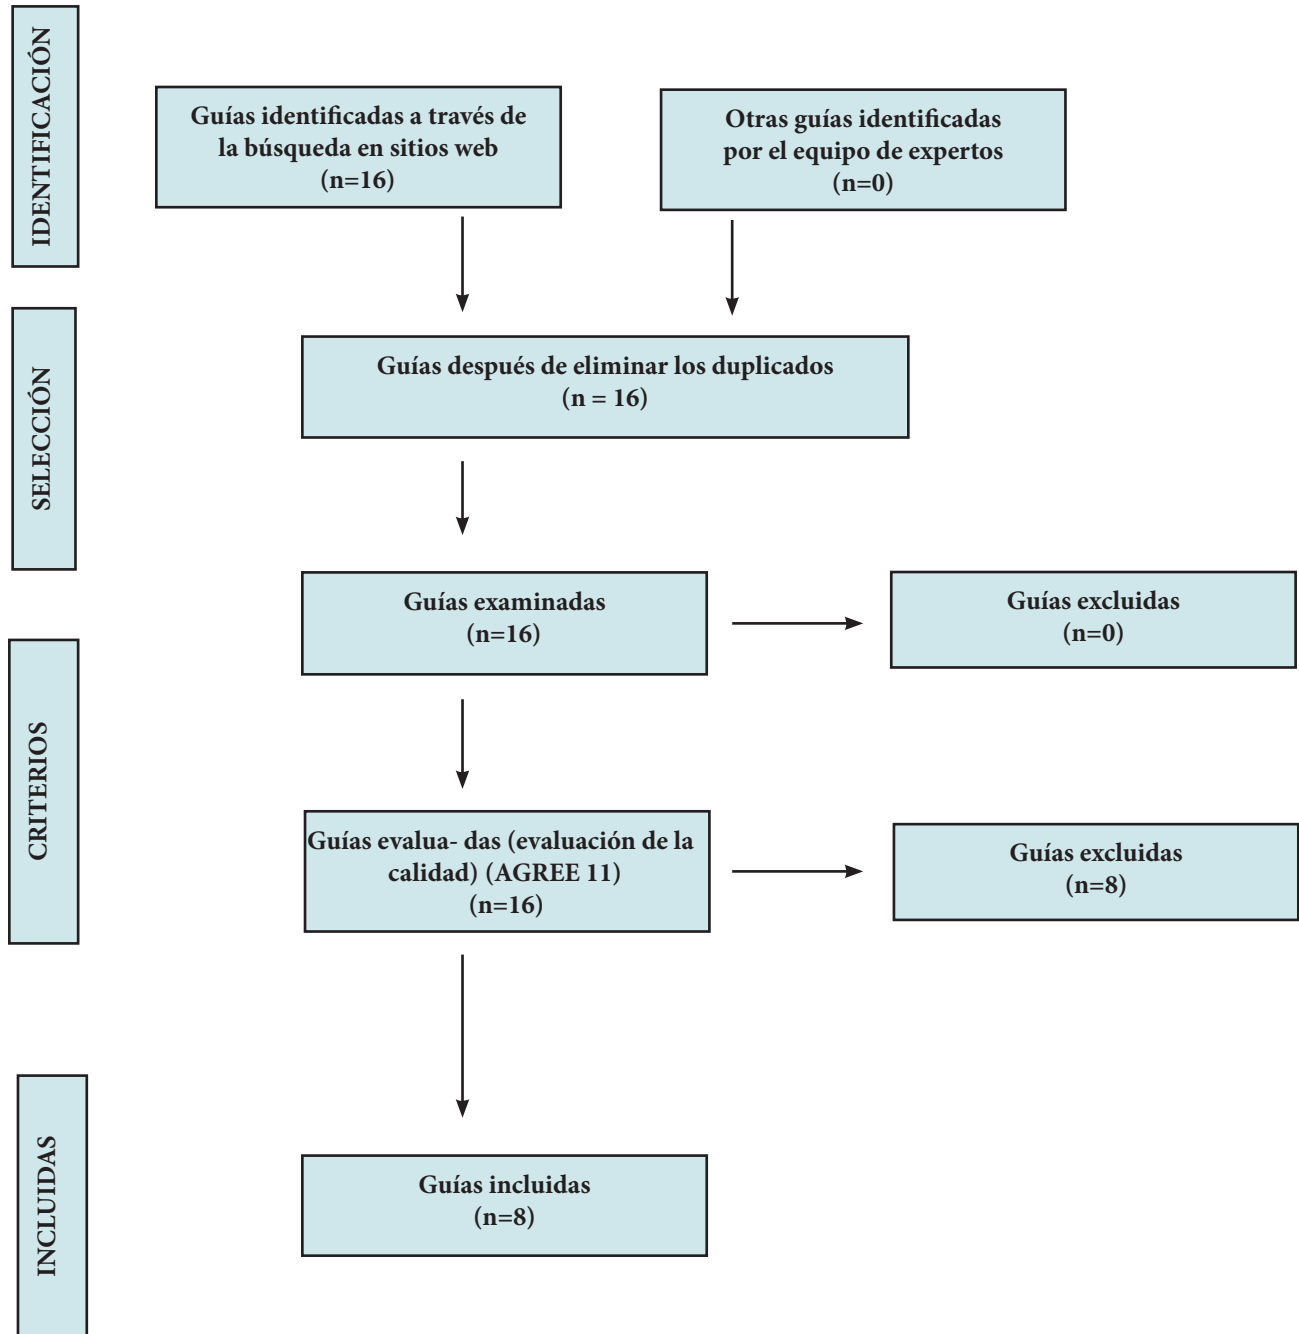 IDENTIFICACIÓN
Guías identificadas a través de
la búsqueda en sitios web
(n=16)
Otras guías identificadas
por el equipo de expertos
(n=0)
SELECCIÓN
Guías después de eliminar los duplicados
(n = 16)
Guías examinadas
(n=16)
Guías excluidas
(n=0)
CRITERIOS
Guías evalua- das (evaluación de la
calidad) (AGREE 11)
(n=16)
Guías excluidas
(n=8)
INCLUIDAS
Guías incluidas
(n=8)